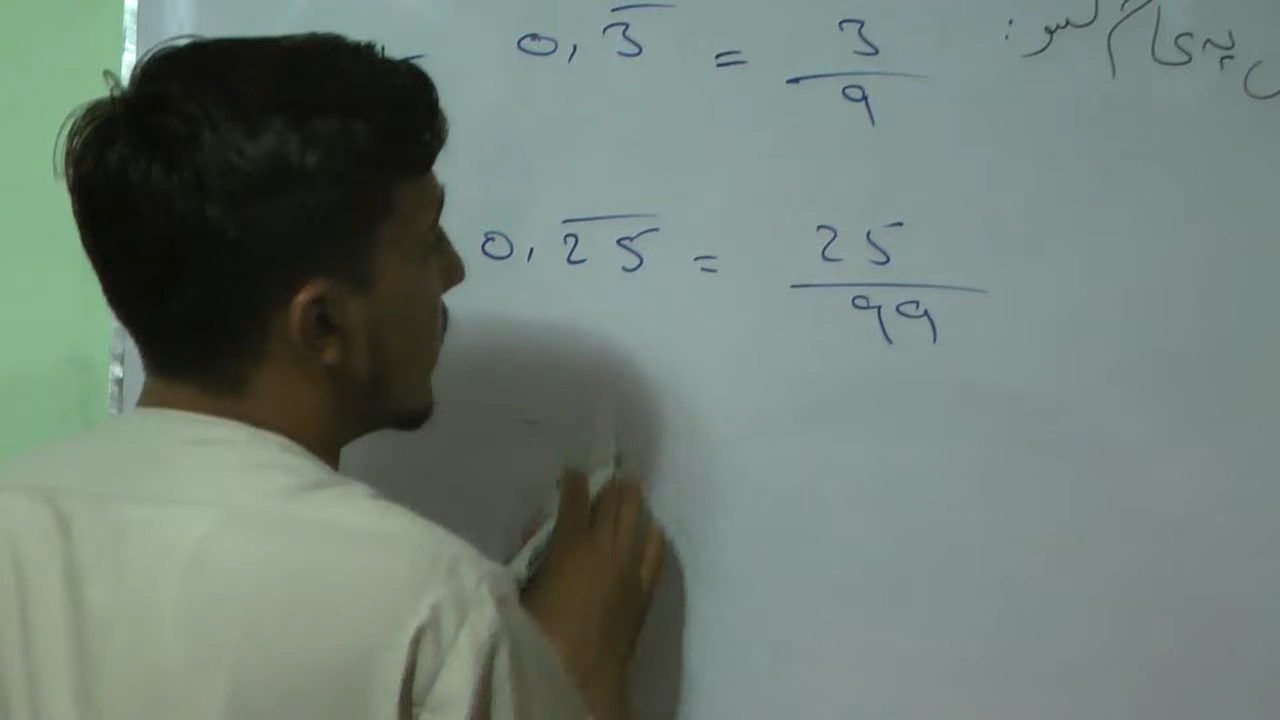 0,3̅ = 3/9
0,2̅5̅ = 25/99